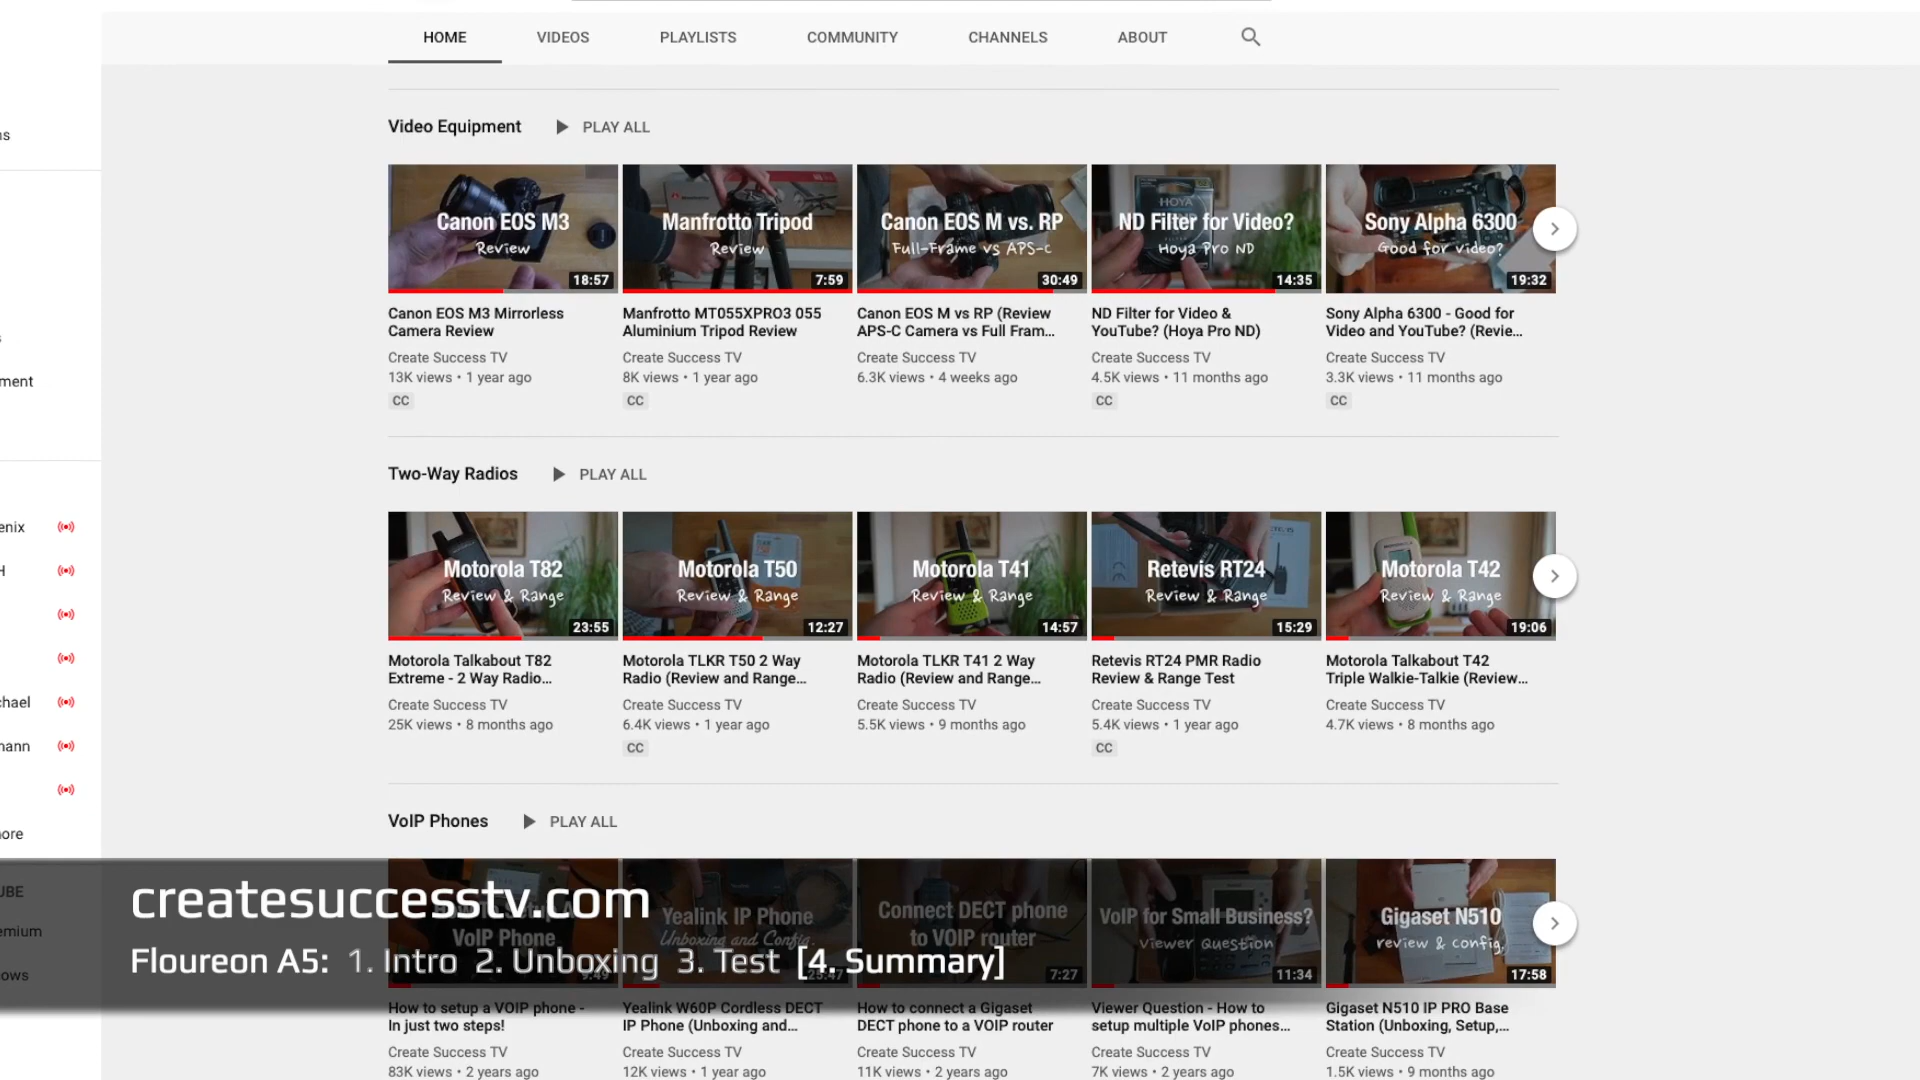 HOME VIDEOS PLAYLISTS COMMUNITY CHANNELS ABOUT
ns
ment
enix
H
chael
mann
ore
UBE
emium
ows
Video Equipment PLAY ALL
Canon EOS M3
Review
18:57
Manfrotto Tripod
Review
7:59
Canon EOS M vs. RP
Full-Frame vs APS-C
30:49
HOYA
ND Filter for Video?
Hoya Pro ND
14:35
Sony Alpha 6300
Good for video?
19:32
Canon EOS M3 Mirrorless
Camera Review
Create Success TV
13K views • 1 year ago
CC
Manfrotto MT055XPRO3 055
Aluminium Tripod Review
Create Success TV
8K views • 1 year ago
CC
Canon EOS M vs RP (Review
APS-C Camera vs Full Fram...
Create Success TV
6.3K views • 4 weeks ago
ND Filter for Video &
YouTube? (Hoya Pro ND)
Create Success TV
4.5K views • 11 months ago
CC
Sony Alpha 6300 - Good for
Video and YouTube? (Revie...
Create Success TV
3.3K views • 11 months ago
CC
Two-Way Radios PLAY ALL
Motorola T82
Review & Range
23:55
Motorola T50
Review & Range
12:27
Motorola T41
Review & Range
14:57
Retevis RT24
Review & Range
15:29
Motorola T42
Review & Range
19:06
Motorola Talkabout T82
Extreme - 2 Way Radio...
Create Success TV
25K views • 8 months ago
Motorola TLKR T50 2 Way
Radio (Review and Range...
Create Success TV
6.4K views • 1 year ago
CC
Motorola TLKR T41 2 Way
Radio (Review and Range...
Create Success TV
5.5K views • 9 months ago
Retevis RT24 PMR Radio
Review & Range Test
Create Success TV
5.4K views • 1 year ago
CC
Motorola Talkabout T42
Triple Walkie-Talkie (Review...
Create Success TV
4.7K views • 8 months ago
VoIP Phones PLAY ALL
VoIP Phone
Yealink IP Phone
Unboxing and Config.
Connect DECT phone
to VOIP router
7:27
VoIP for Small Business?
Viewer Question
11:34
Gigaset N510
review & config.
17:58
createsuccesstv.com
Floureon A5: 1. Intro 2. Unboxing 3. Test [4. Summary]
How to setup a VOIP phone -
In just two steps!
Create Success TV
83K views • 2 years ago
Yealink W60P Cordless DECT
IP Phone (Unboxing and...
Create Success TV
12K views • 1 year ago
How to connect a Gigaset
DECT phone to a VOIP router
Create Success TV
11K views • 2 years ago
Viewer Question - How to
setup multiple VoIP phones...
Create Success TV
7K views • 2 years ago
Gigaset N510 IP PRO Base
Station (Unboxing, Setup,...
Create Success TV
1.5K views • 9 months ago